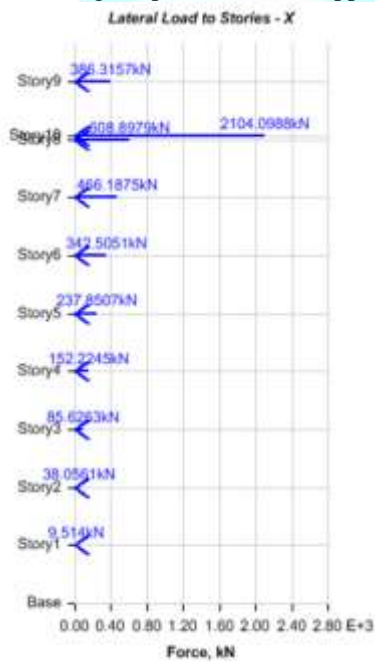 Lateral Load to Stories - X
386.3157kN
Story9
2104.0988kN
608.8979kN
Story10
Story8
466.1875kN
Story7
342.5051kN
Story6
237.8507kN
Story5
152.2245kN
Story4
85.6263kN
Story3
38.0561kN
Story2
9.514kN
Story1
Base
0.00 0.40 0.80 1.20 1.60 2.00 2.40 2.80 E+3
Force, kN